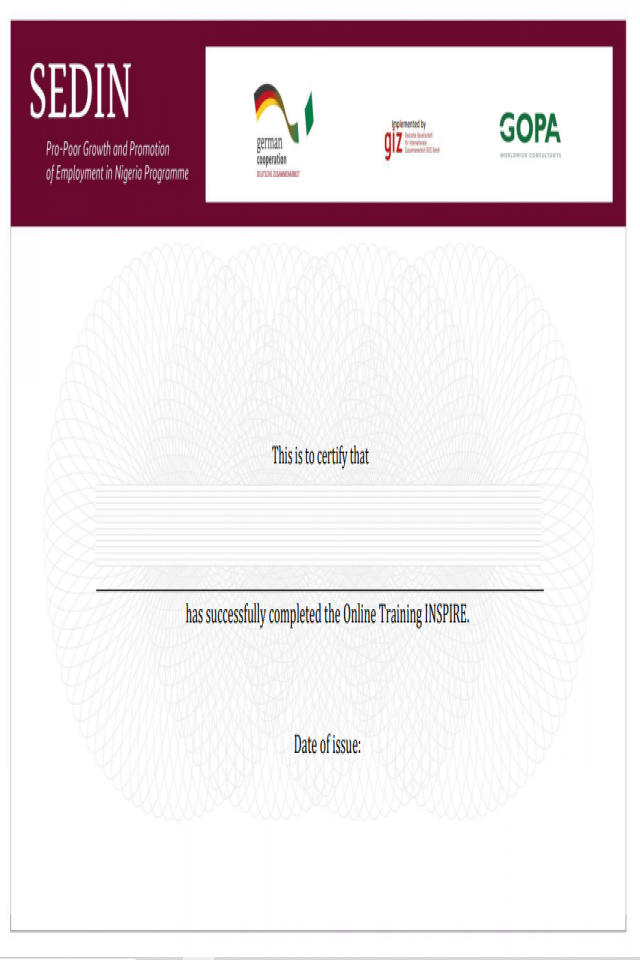 SEDIN
Pro-Poor Growth and Promotion
of Employment in Nigeria Programme
german
cooperation
DEUTSCHE ZUSAMMENARBEIT
Implemented by
giz
Deutsche Gesellschaft
für Internationale
Zusammenarbeit (GIZ) GmbH
GOPA
WORLDWIDE CONSULTANTS
This is to certify that
has successfully completed the Online Training INSPIRE.
Date of issue: